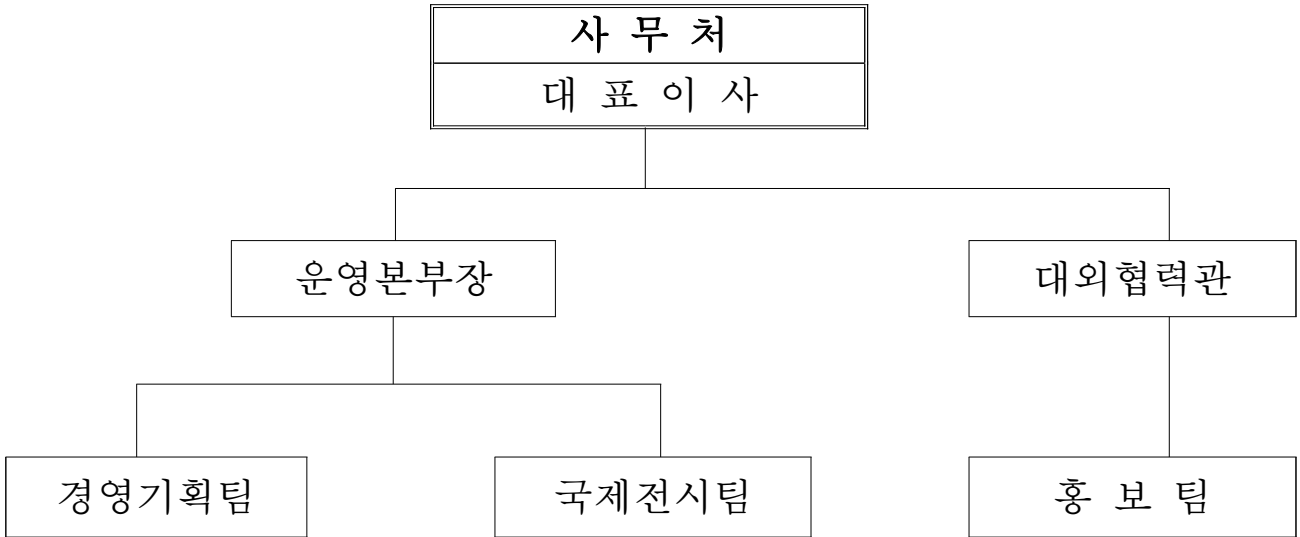 사 무 처
대 표 이 사
운영본부장
대외협력관
경영기획팀
국제전시팀
홍 보 팀